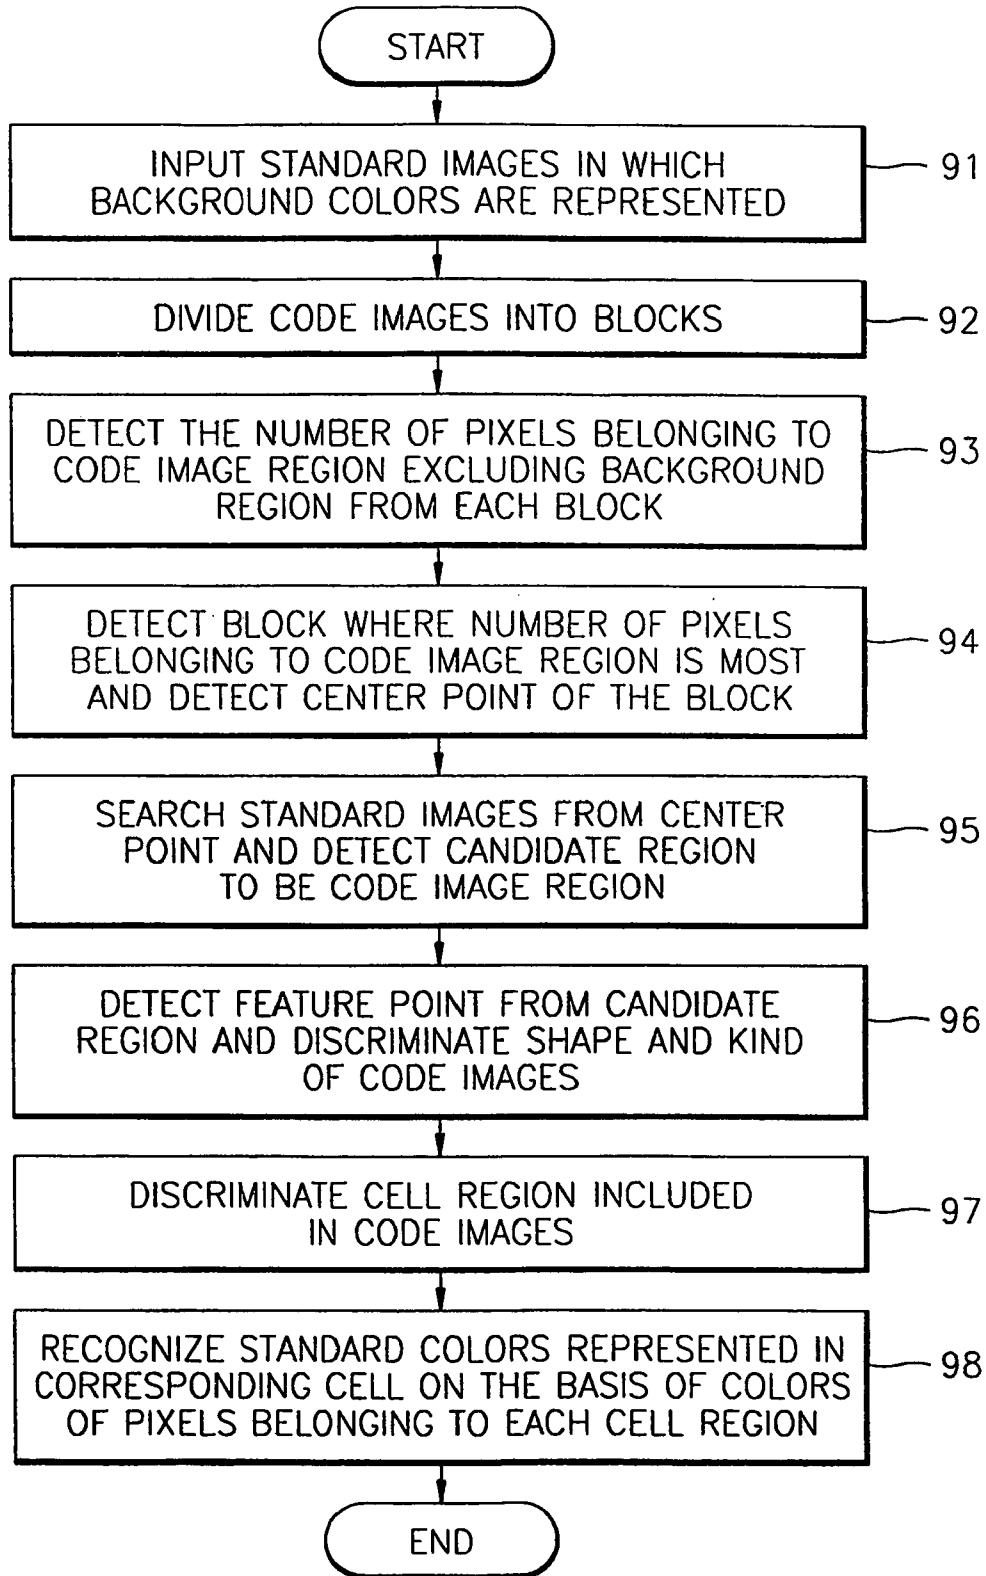 START
INPUT STANDARD IMAGES IN WHICH
BACKGROUND COLORS ARE REPRESENTED
91
DIVIDE CODE IMAGES INTO BLOCKS
92
DETECT THE NUMBER OF PIXELS BELONGING TO
CODE IMAGE REGION EXCLUDING BACKGROUND
REGION FROM EACH BLOCK
93
DETECT BLOCK WHERE NUMBER OF PIXELS
BELONGING TO CODE IMAGE REGION IS MOST
AND DETECT CENTER POINT OF THE BLOCK
94
SEARCH STANDARD IMAGES FROM CENTER
POINT AND DETECT CANDIDATE REGION
TO BE CODE IMAGE REGION
95
DETECT FEATURE POINT FROM CANDIDATE
REGION AND DISCRIMINATE SHAPE AND KIND
OF CODE IMAGES
96
DISCRIMINATE CELL REGION INCLUDED
IN CODE IMAGES
97
RECOGNIZE STANDARD COLORS REPRESENTED IN
CORRESPONDING CELL ON THE BASIS OF COLORS
OF PIXELS BELONGING TO EACH CELL REGION
98
END